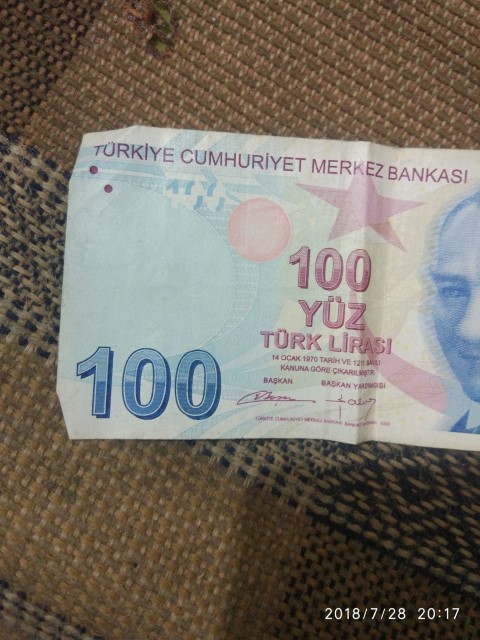 TÜRKİYE CUMHURİYET MERKEZ BANKASI
100
100
YÜZ
TÜRK LİRASI
14 OCAK 1970 TARİH VE 1211 SAYILI
KANUNA GÖRE ÇIKARILMIŞTIR.
BAŞKAN BAŞKAN YARDIMCISI
100
TÜRKİYE CUMHURİYET MERKEZ BANKASI
2018/7/28 20:17